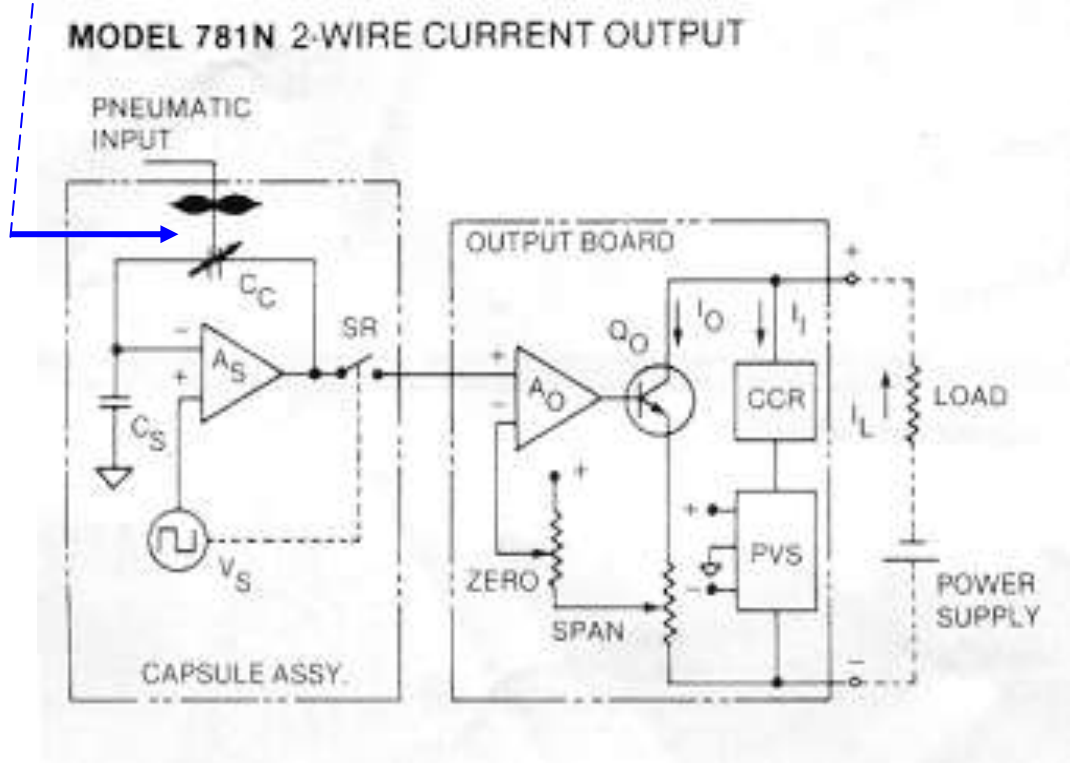 MODEL 781N 2-WIRE CURRENT OUTPUT
PNEUMATIC
INPUT
OUTPUT BOARD
+
CC
SR
IO
II
QO
−
AS
+
+
−
AO
CCR
LOAD
IL
CS
+
+
PVS
−
VS
ZERO
SPAN
POWER
SUPPLY
CAPSULE ASSY.
−